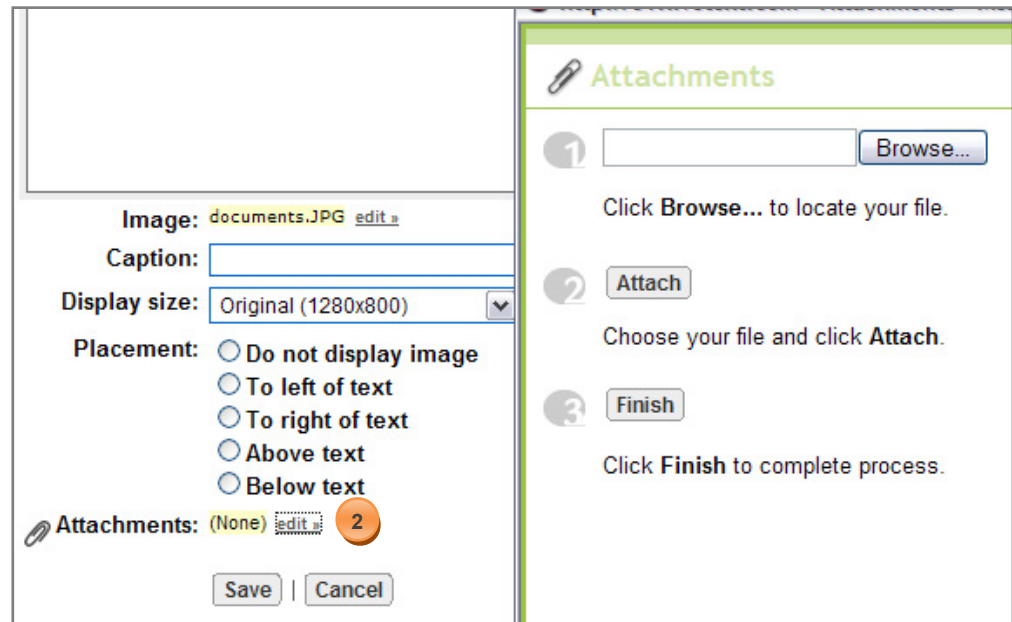 Image: documents.JPG edit »
Caption:
Display size: Original (1280x800)
Placement: Do not display image
To left of text
To right of text
Above text
Below text
Attachments: (None) edit » 2
Save | Cancel
Attachments
1 Browse...
Click Browse... to locate your file.
2 Attach
Choose your file and click Attach.
3 Finish
Click Finish to complete process.